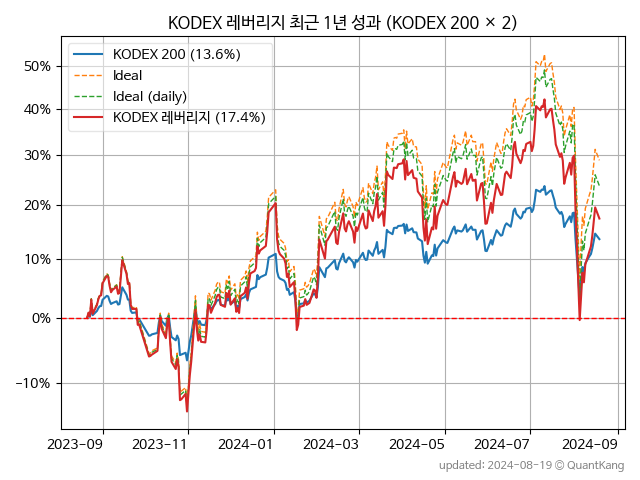 KODEX 레버리지 최근 1년 성과 (KODEX 200 × 2)
KODEX 200 (13.6%)
Ideal
Ideal (daily)
KODEX 레버리지 (17.4%)
50%
40%
30%
20%
10%
0%
−10%
2023-09 2023-11 2024-01 2024-03 2024-05 2024-07 2024-09
updated: 2024-08-19 © QuantKang